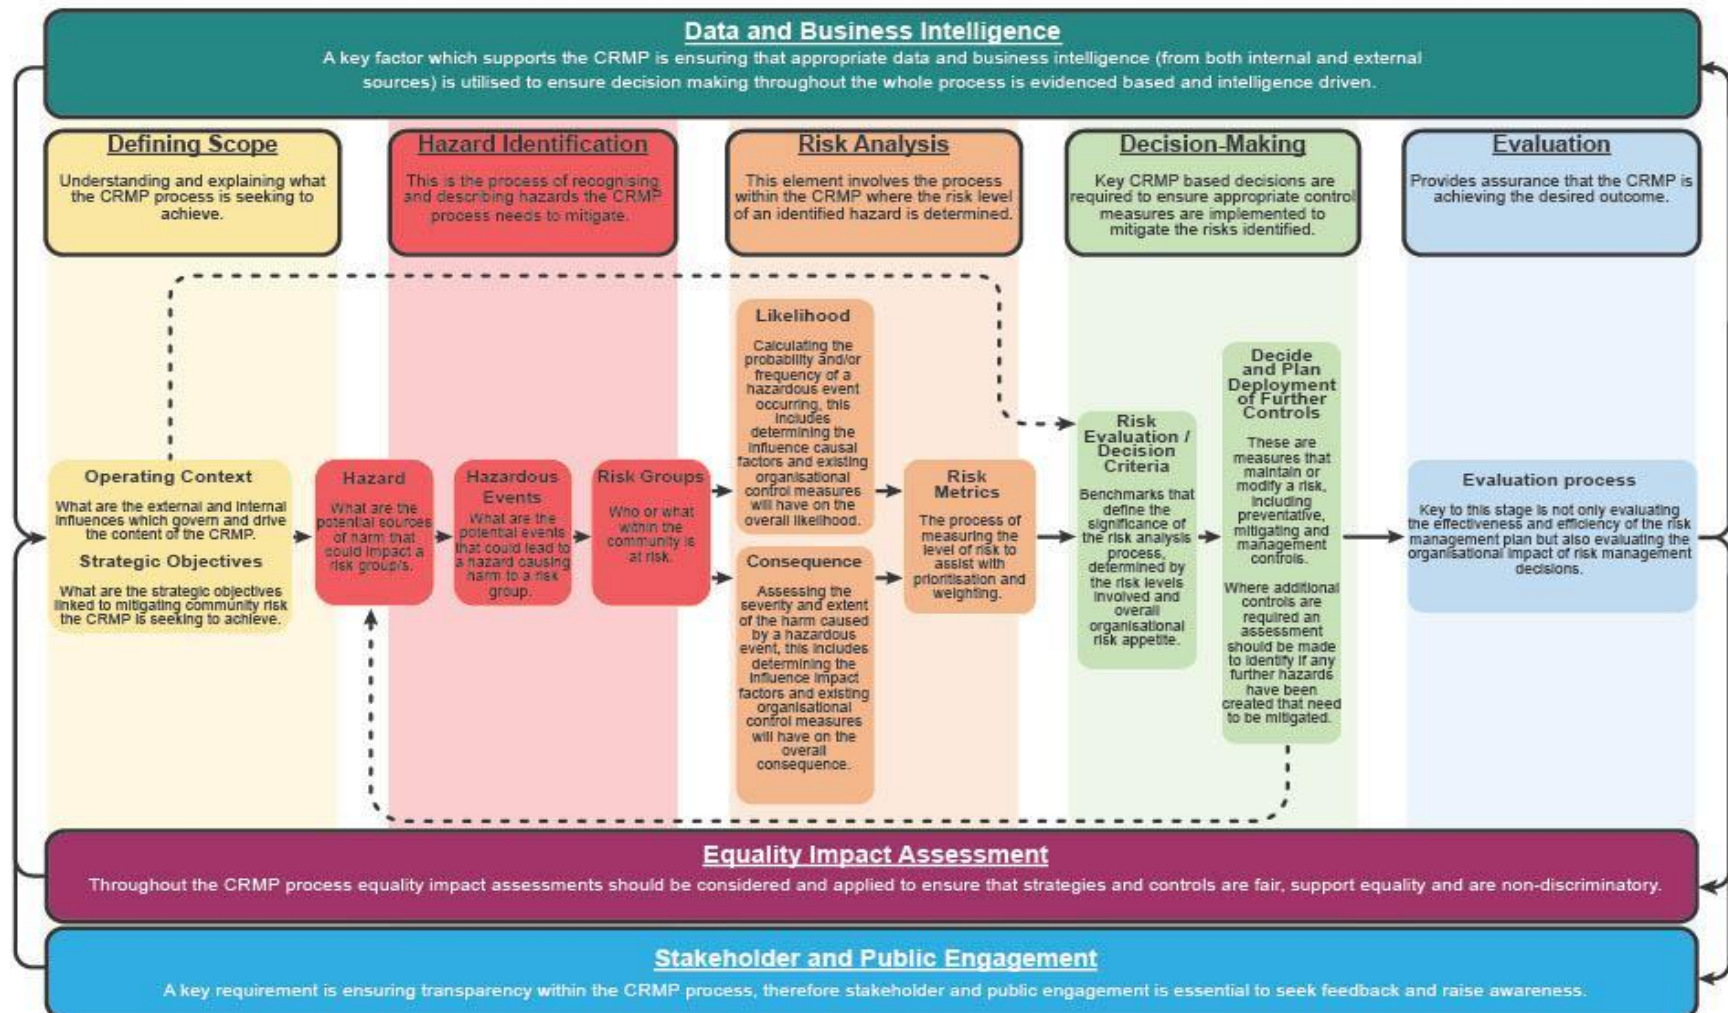 Data and Business Intelligence
A key factor which supports the CRMP is ensuring that appropriate data and business intelligence (from both internal and external
sources) is utilised to ensure decision making throughout the whole process is evidenced based and intelligence driven.
Defining Scope
Understanding and explaining what
the CRMP process is seeking to
achieve.
Hazard Identification
This is the process of recognising
and describing hazards the CRMP
process needs to mitigate.
Risk Analysis
This element involves the process
within the CRMP where the risk level
of an identified hazard is determined.
Decision-Making
Key CRMP based decisions are
required to ensure appropriate control
measures are implemented to
mitigate the risks identified.
Evaluation
Provides assurance that the CRMP is
achieving the desired outcome.
Operating Context
What are the external and internal
influences which govern and drive
the content of the CRMP.
Strategic Objectives
What are the strategic objectives
linked to mitigating community risk
the CRMP is seeking to achieve.
Hazard
What are the
potential sources
of harm that
could impact a
risk group/s.
Hazardous
Events
What are the
potential events
that could lead to
a hazard causing
harm to a risk
group.
Risk Groups
Who or what
within the
community is
at risk.
Likelihood
Calculating the
probability and/or
frequency of a
hazardous event
occurring, this
includes
determining the
influence causal
factors and existing
organisational
control measures
will have on the
overall likelihood.
Consequence
Assessing the
severity and extent
of the harm caused
by a hazardous
event, this includes
determining the
influence impact
factors and existing
organisational
control measures
will have on the
overall
consequence.
Risk
Metrics
The process of
measuring the
level of risk to
assist with
prioritisation and
weighting.
Risk
Evaluation /
Decision
Criteria
Benchmarks that
define the
significance of
the risk analysis
process,
determined by
the risk levels
involved and
overall
organisational
risk appetite.
Decide
and Plan
Deployment
of Further
Controls
These are
measures that
maintain or
modify a risk,
including
preventative,
mitigating and
management
controls.
Where additional
controls are
required an
assessment
should be made
to identify if any
further hazards
have been
created that need
to be mitigated.
Evaluation process
Key to this stage is not only evaluating
the effectiveness and efficiency of the risk
management plan but also evaluating the
organisational impact of risk management
decisions.
Equality Impact Assessment
Throughout the CRMP process equality impact assessments should be considered and applied to ensure that strategies and controls are fair, support equality and are non-discriminatory.
Stakeholder and Public Engagement
A key requirement is ensuring transparency within the CRMP process, therefore stakeholder and public engagement is essential to seek feedback and raise awareness.